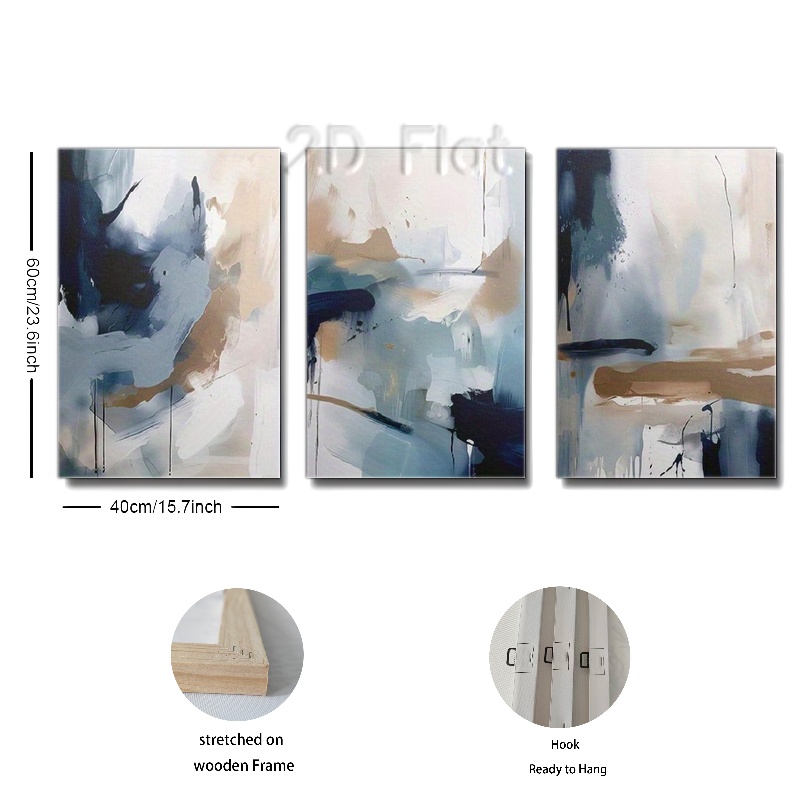 2D Flat
60cm/23.6inch
40cm/15.7inch
stretched on
wooden Frame
Hook
Ready to Hang